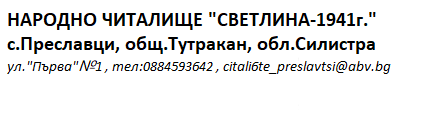 НАРОДНО ЧИТАЛИЩЕ "СВЕТЛИНА-1941г."
с.Преславци, общ.Тутракан, обл.Силистра
ул."Първа"№1 , тел:0884593642 , citali6te_preslavtsi@abv.bg